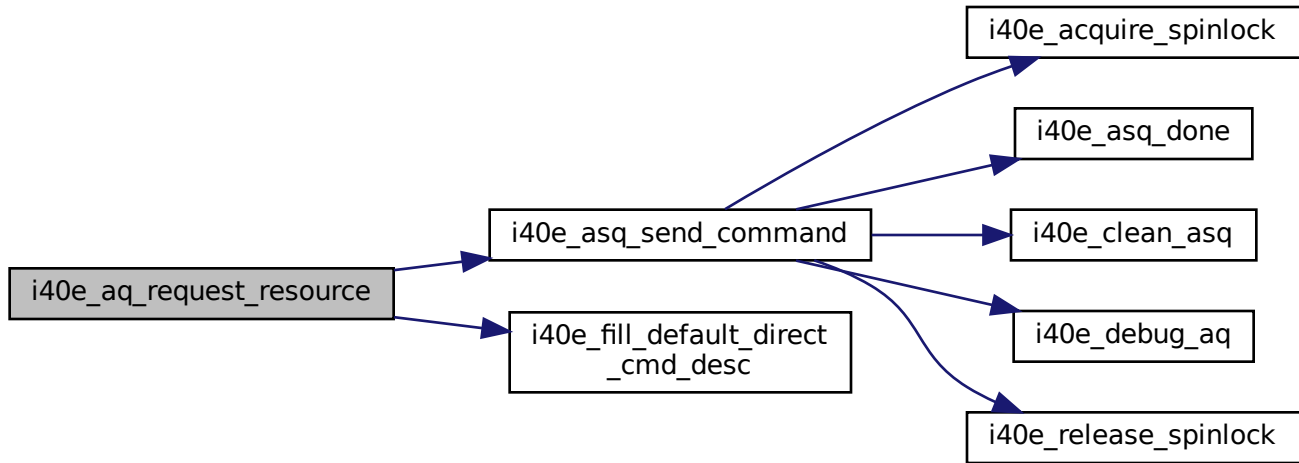 i40e_acquire_spinlock
i40e_asq_done
i40e_asq_send_command
i40e_clean_asq
i40e_aq_request_resource
i40e_fill_default_direct
_cmd_desc
i40e_debug_aq
i40e_release_spinlock